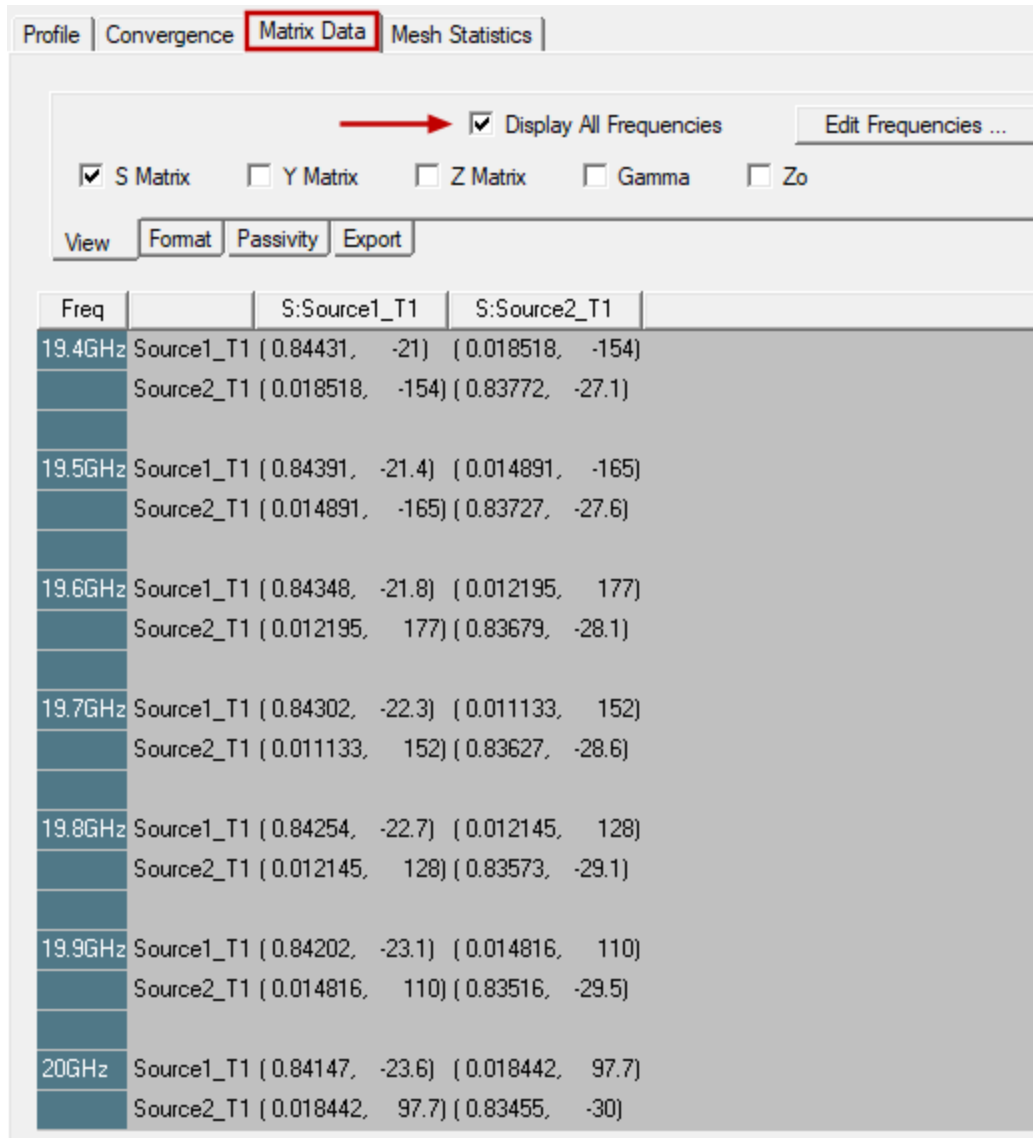 Profile Convergence Matrix Data Mesh Statistics
Display All Frequencies Edit Frequencies ...
S Matrix Y Matrix Z Matrix Gamma Zo
View Format Passivity Export
Freq S:Source1_T1 S:Source2_T1
19.4GHz Source1_T1 ( 0.84431, -21) ( 0.018518, -154)
Source2_T1 ( 0.018518, -154) ( 0.83772, -27.1)
19.5GHz Source1_T1 ( 0.84391, -21.4) ( 0.014891, -165)
Source2_T1 ( 0.014891, -165) ( 0.83727, -27.6)
19.6GHz Source1_T1 ( 0.84348, -21.8) ( 0.012195, 177)
Source2_T1 ( 0.012195, 177) ( 0.83679, -28.1)
19.7GHz Source1_T1 ( 0.84302, -22.3) ( 0.011133, 152)
Source2_T1 ( 0.011133, 152) ( 0.83627, -28.6)
19.8GHz Source1_T1 ( 0.84254, -22.7) ( 0.012145, 128)
Source2_T1 ( 0.012145, 128) ( 0.83573, -29.1)
19.9GHz Source1_T1 ( 0.84202, -23.1) ( 0.014816, 110)
Source2_T1 ( 0.014816, 110) ( 0.83516, -29.5)
20GHz Source1_T1 ( 0.84147, -23.6) ( 0.018442, 97.7)
Source2_T1 ( 0.018442, 97.7) ( 0.83455, -30)